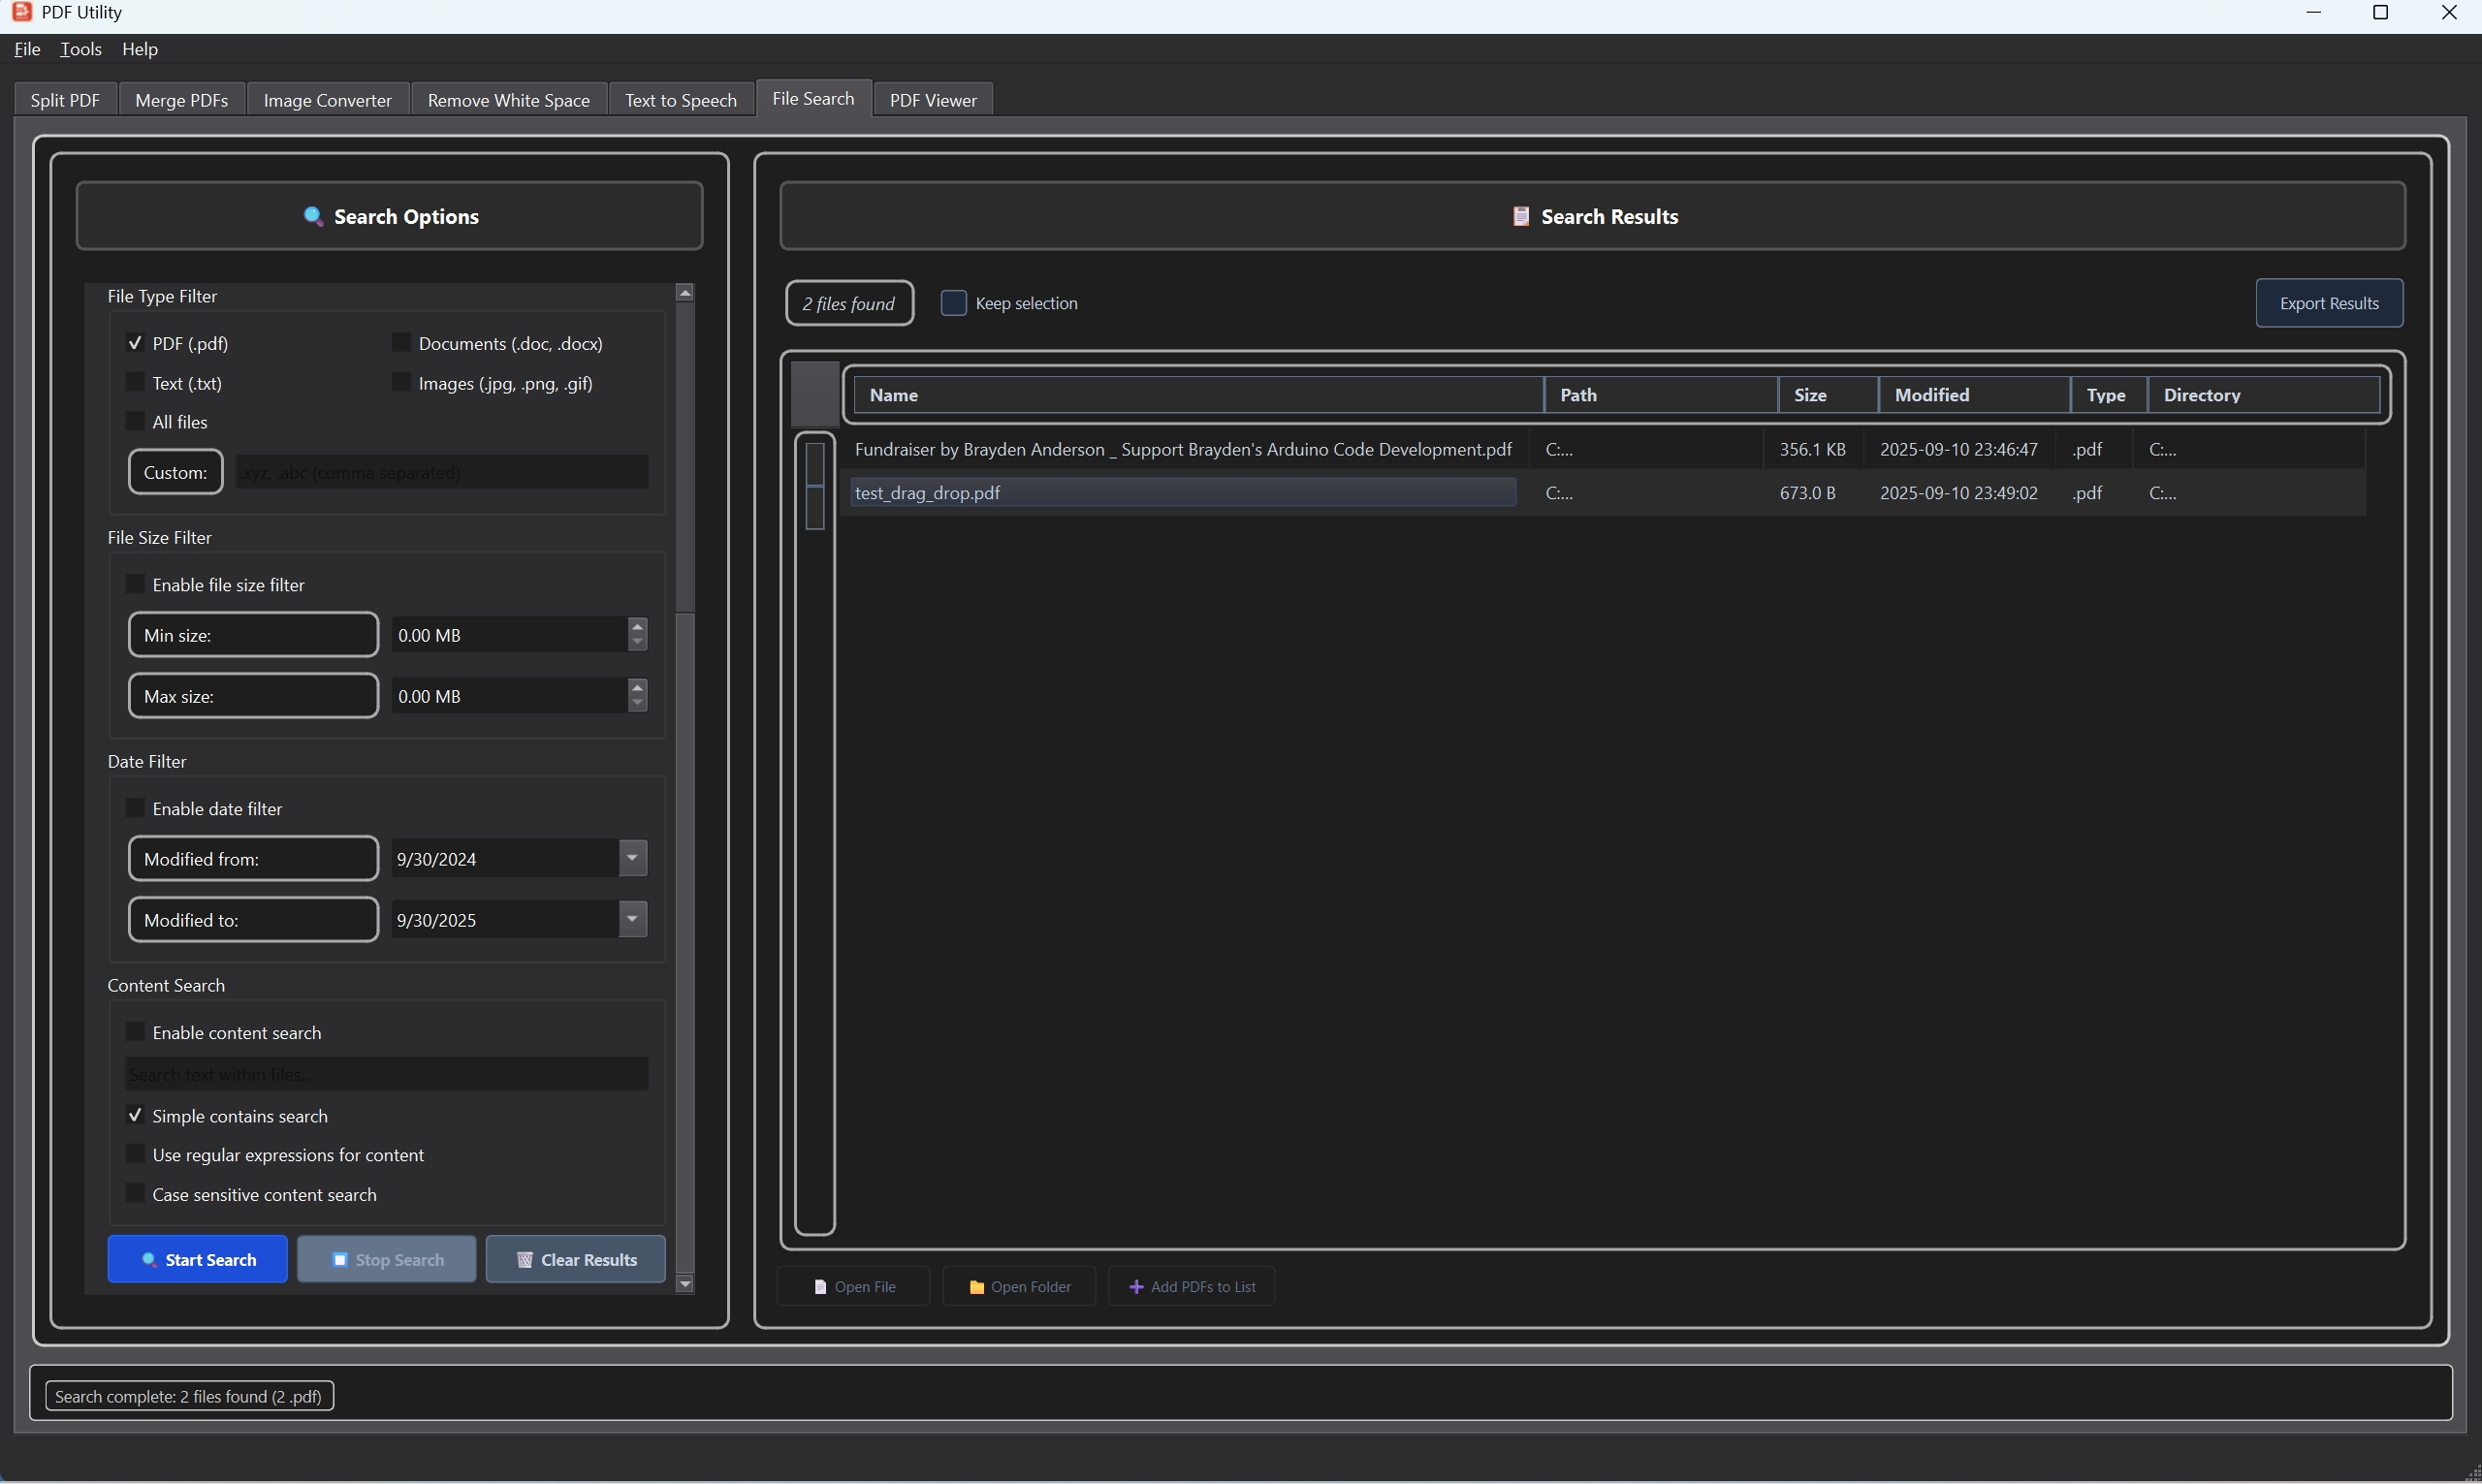 PDF Utility
File Tools Help
Split PDF Merge PDFs Image Converter Remove White Space Text to Speech File Search PDF Viewer
Search Options
File Type Filter
PDF (.pdf) Documents (.doc, .docx)
Text (.txt) Images (.jpg, .png, .gif)
All files
Custom: .xyz, .abc (comma separated)
File Size Filter
Enable file size filter
Min size: 0.00 MB
Max size: 0.00 MB
Date Filter
Enable date filter
Modified from: 9/30/2024
Modified to: 9/30/2025
Content Search
Enable content search
Search text within files...
Simple contains search
Use regular expressions for content
Case sensitive content search
Start Search Stop Search Clear Results
Search Results
2 files found Keep selection Export Results
Name Path Size Modified Type Directory
Fundraiser by Brayden Anderson _ Support Brayden's Arduino Code Development.pdf C:... 356.1 KB 2025-09-10 23:46:47 .pdf C:...
test_drag_drop.pdf C:... 673.0 B 2025-09-10 23:49:02 .pdf C:...
Open File Open Folder Add PDFs to List
Search complete: 2 files found (2 .pdf)